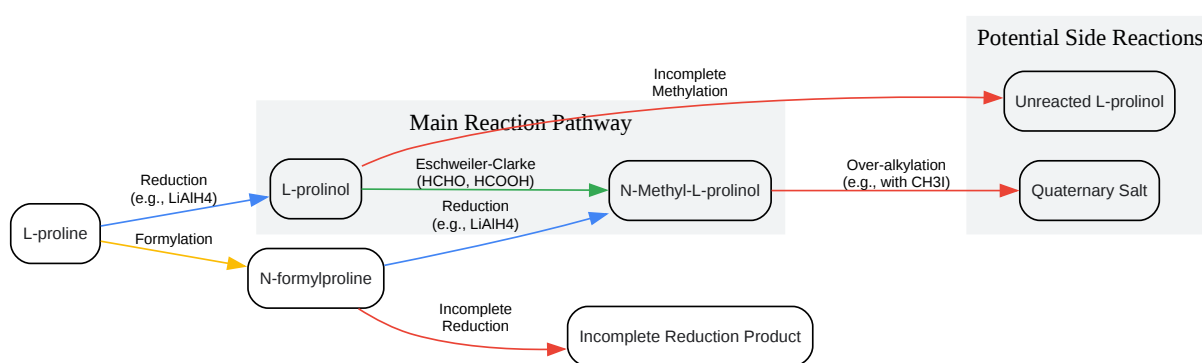 Potential Side Reactions
Incomplete
Methylation
Unreacted L-prolinol
Main Reaction Pathway
L-prolinol
Eschweiler-Clarke
(HCHO, HCOOH)
N-Methyl-L-prolinol
Over-alkylation
(e.g., with CH3I)
Quaternary Salt
Reduction
(e.g., LiAlH4)
Reduction
(e.g., LiAlH4)
L-proline
Formylation
N-formylproline
Incomplete
Reduction
Incomplete Reduction Product